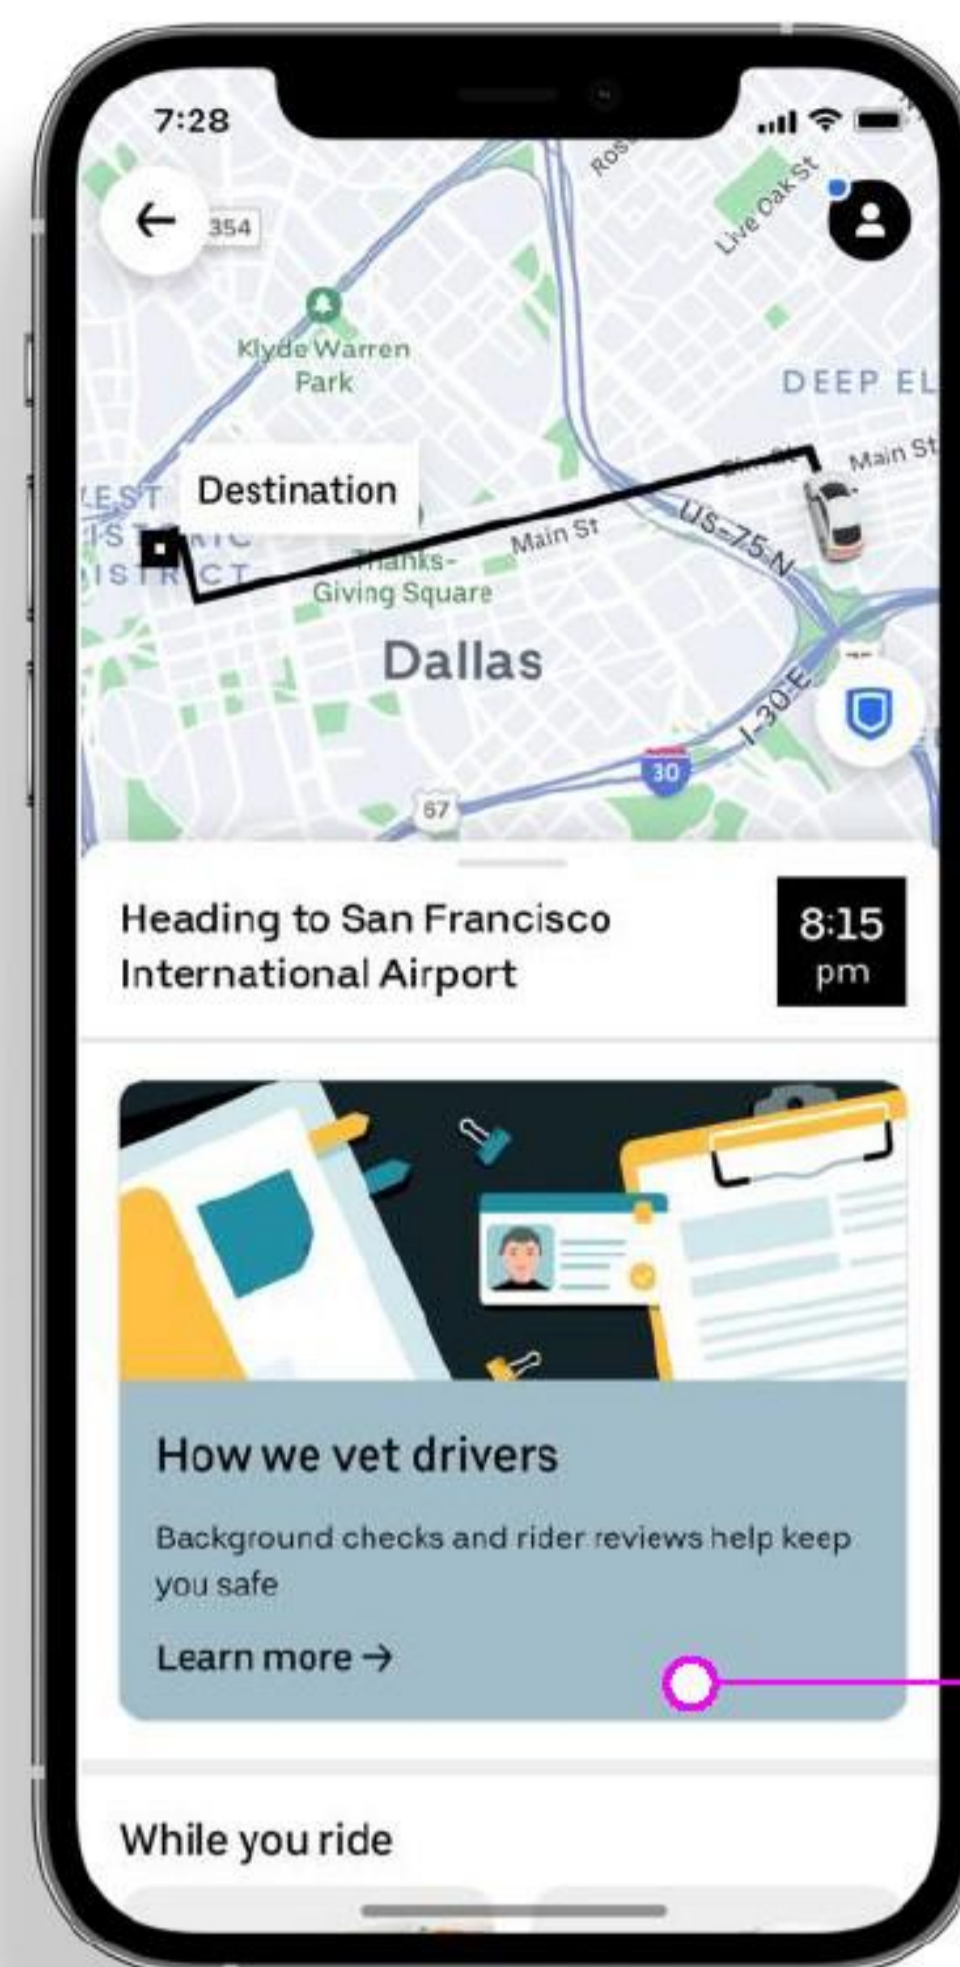 7:28
Live Oak St
354
Klyde Warren
Park
DEEP EL
Main St
Destination
US-75 N
Main St
Thanks-
Giving Square
Dallas
I-30 E
30
67
Heading to San Francisco
International Airport
8:15
pm
How we vet drivers
Background checks and rider reviews help keep
you safe
Learn more →
While you ride